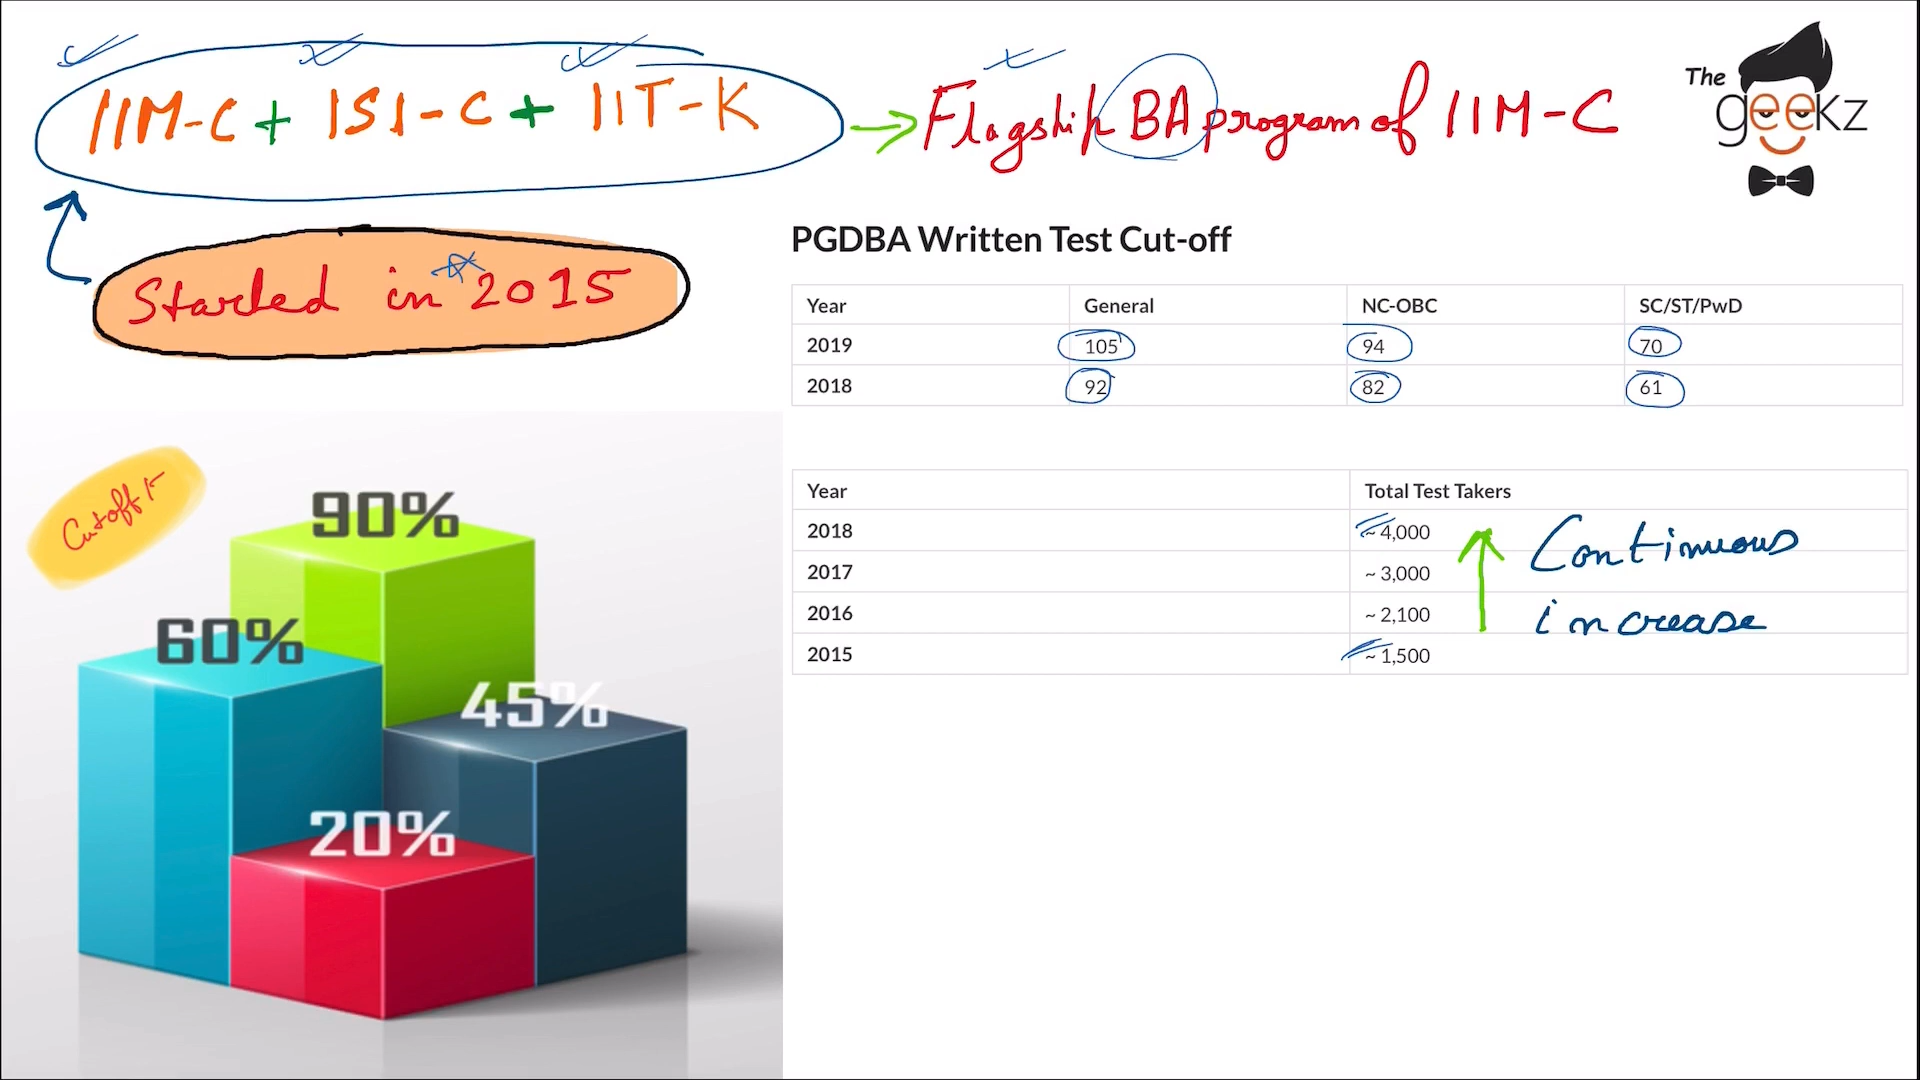 IIM-C + ISI-C + IIT-K → Flagship BA program of IIM-C
The
geekz
Started in 2015
PGDBA Written Test Cut-off
Year General NC-OBC SC/ST/PwD
2019 105 94 70
2018 92 82 61
Cutoff :-
90%
60%
45%
20%
Year Total Test Takers
2018 ~ 4,000
2017 ~ 3,000
2016 ~ 2,100
2015 ~ 1,500
Continuous
increase